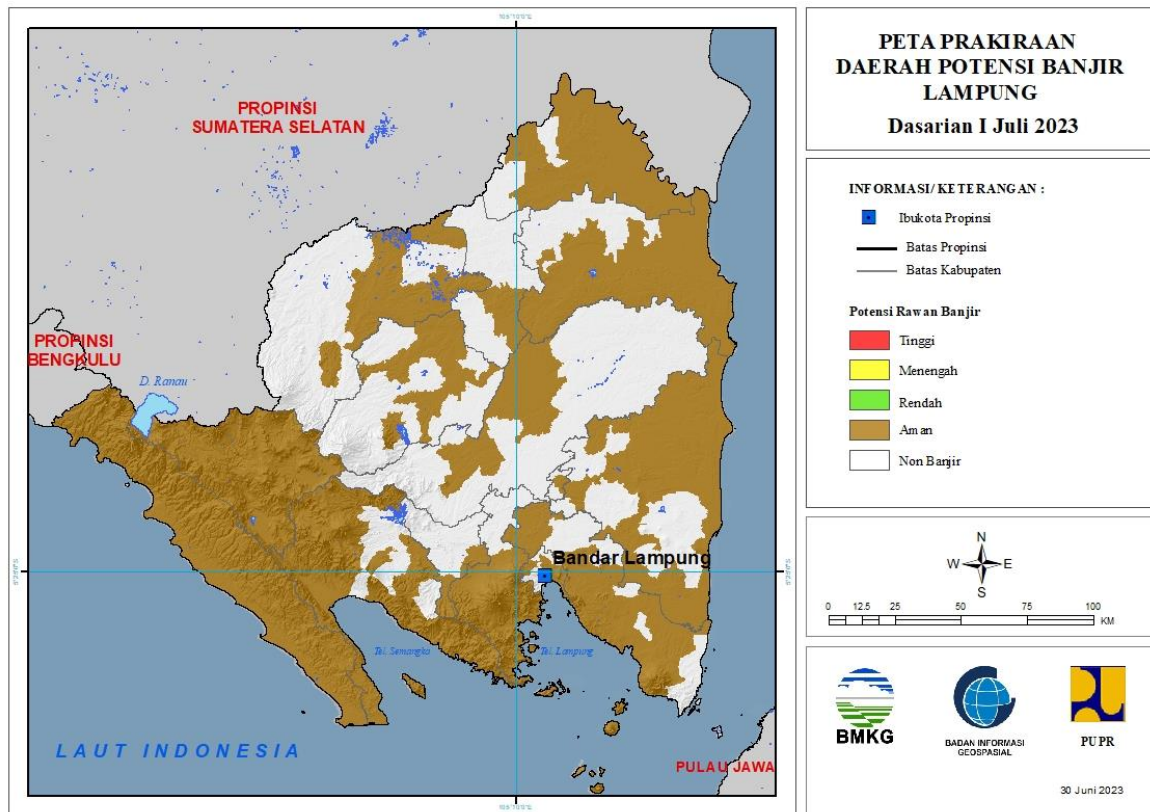 105°10'0"E
PROPINSI
SUMATERA SELATAN
PROPINSI
BENGKULU
D. Ranau
Bandar Lampung
Tel. Semangka
Tel. Lampung
LAUT INDONESIA
PULAU JAWA
PETA PRAKIRAAN
DAERAH POTENSI BANJIR
LAMPUNG
Dasarian I Juli 2023
INFORMASI/ KETERANGAN :
Ibukota Propinsi
Batas Propinsi
Batas Kabupaten
Potensi Rawan Banjir
Tinggi
Menengah
Rendah
Aman
Non Banjir
N
W E
S
0 12.5 25 50 75 100
KM
BMKG
BADAN INFORMASI
GEOSPASIAL
PUPR
30 Juni 2023